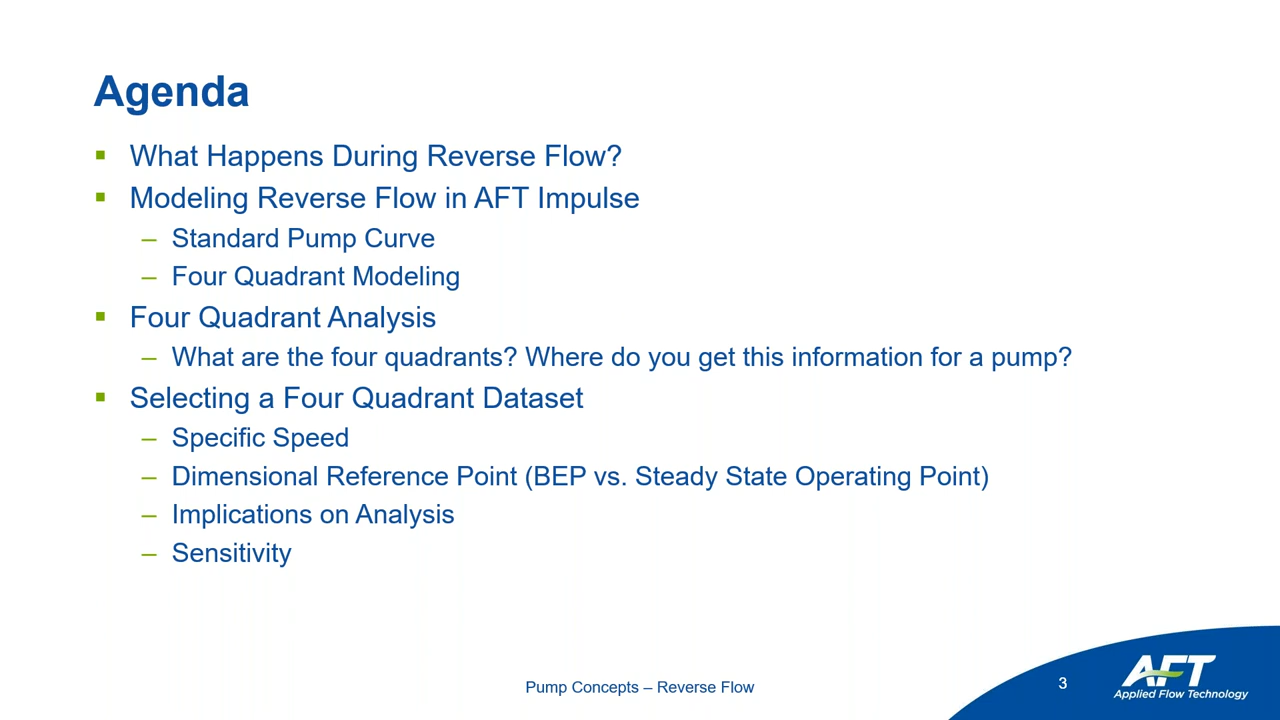 Agenda
▪ What Happens During Reverse Flow?
▪ Modeling Reverse Flow in AFT Impulse
– Standard Pump Curve
– Four Quadrant Modeling
▪ Four Quadrant Analysis
– What are the four quadrants? Where do you get this information for a pump?
▪ Selecting a Four Quadrant Dataset
– Specific Speed
– Dimensional Reference Point (BEP vs. Steady State Operating Point)
– Implications on Analysis
– Sensitivity
Pump Concepts – Reverse Flow
3
AFT
Applied Flow Technology